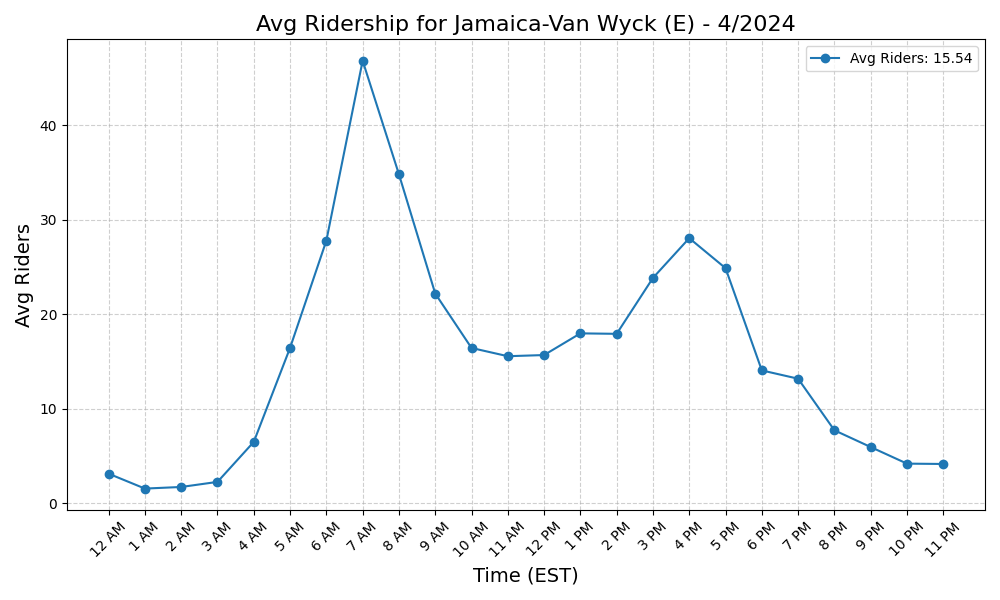 Avg Ridership for Jamaica-Van Wyck (E) - 4/2024
Avg Riders: 15.54
Avg Riders
40
30
20
10
0
12 AM
1 AM
2 AM
3 AM
4 AM
5 AM
6 AM
7 AM
8 AM
9 AM
10 AM
11 AM
12 PM
1 PM
2 PM
3 PM
4 PM
5 PM
6 PM
7 PM
8 PM
9 PM
10 PM
11 PM
Time (EST)